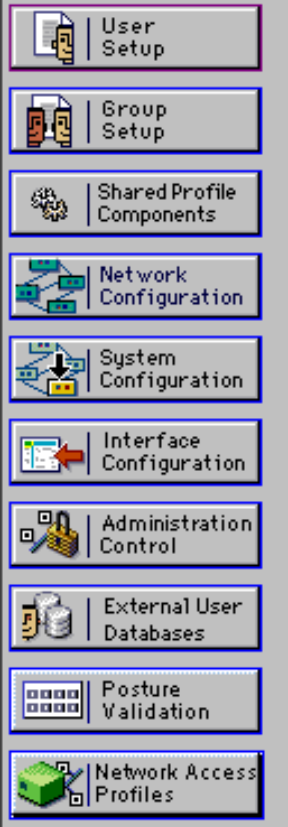 User
Setup
Group
Setup
Shared Profile
Components
Network
Configuration
System
Configuration
Interface
Configuration
Administration
Control
External User
Databases
Posture
Validation
Network Access
Profiles